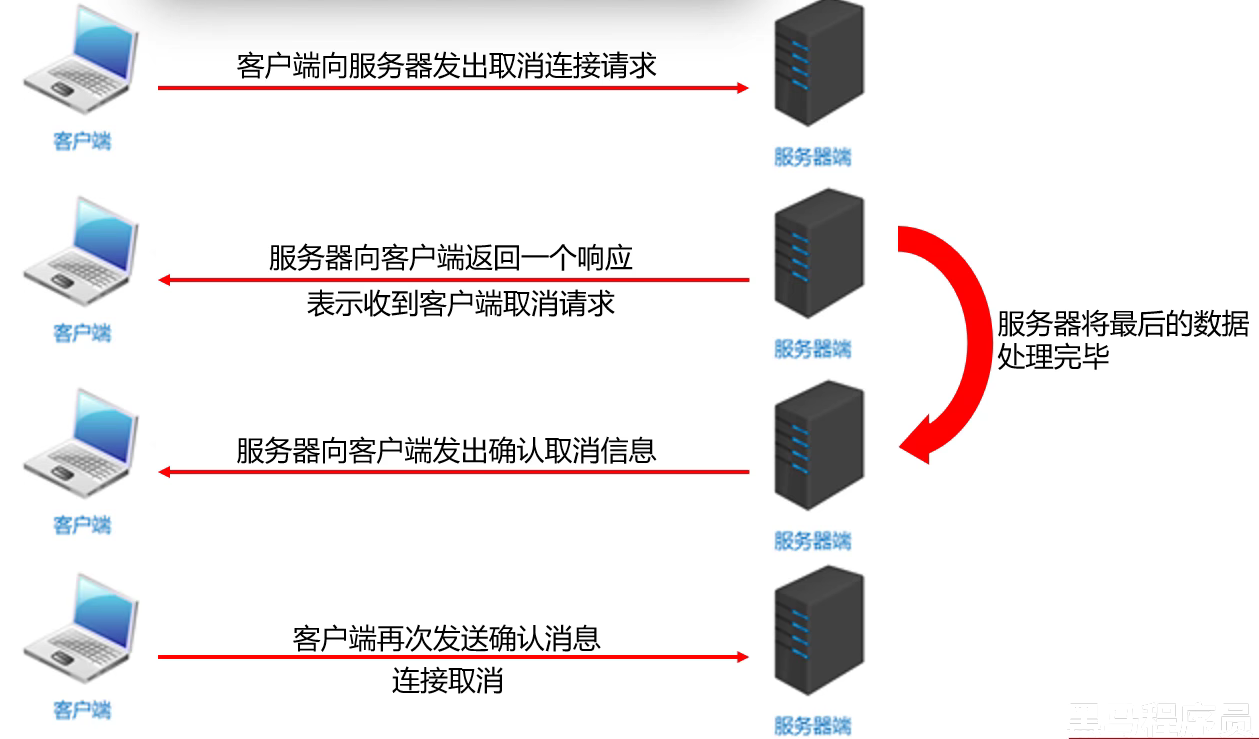 客户端向服务器发出取消连接请求
客户端
服务器端
服务器向客户端返回一个响应
表示收到客户端取消请求
客户端
服务器端
服务器将最后的数据
处理完毕
服务器向客户端发出确认取消信息
客户端
服务器端
客户端再次发送确认消息
连接取消
客户端
服务器端
黑马程序员